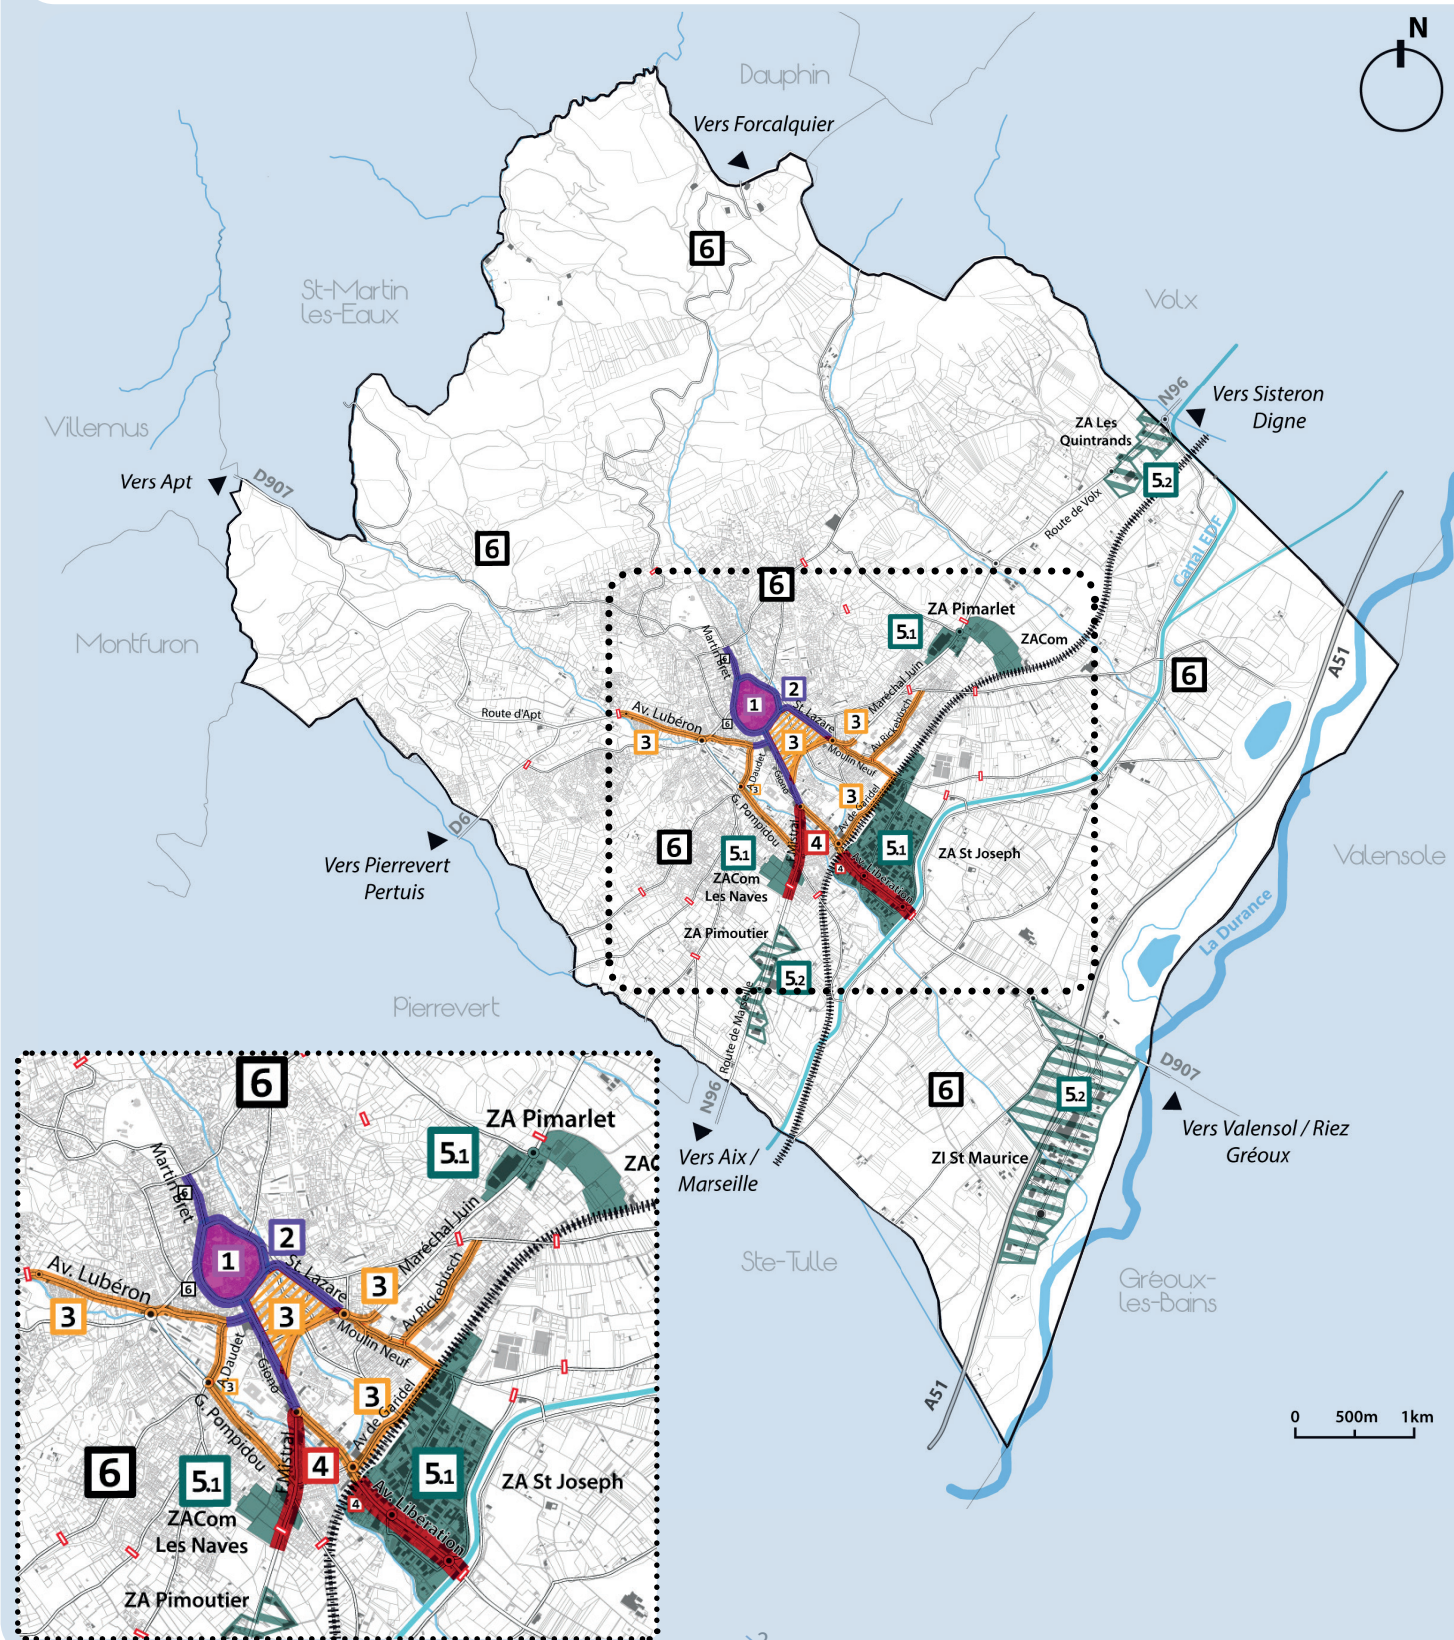 N
Dauphin
Vers Forcalquier
6
St-Martin
les-Eaux
Volx
N96
Vers Sisteron
Digne
ZA Les
Quintrands
5.2
Villemus
Vers Apt
D907
Route de Volx
6
Canal EDF
6
ZA Pimarlet
5.1
ZACom
Montfuron
Martin Bret
6
Maréchal Juin
6
A51
2
1
St. Lazare
Route d'Apt
Av. Lubéron
6
3
Av Rickebusch
3
3
Moulin Neuf
A.Daudet
Giono
3
3
Av de Garidel
G. Pompidou
D6
F.Mistral
4
5.1
6
5.1
ZA St Joseph
Valensole
Vers Pierrevert
Pertuis
4
Av. Libération
ZACom
Les Naves
La Durance
ZA Pimoutier
5.2
Route de Marseille
Pierrevert
D907
N96
6
5.2
Vers Valensol / Riez
Gréoux
Vers Aix /
Marseille
ZI St Maurice
Ste-Tulle
Gréoux-
les-Bains
A51
0 500m 1km
6
ZA Pimarlet
5.1
ZAC
Martin Bret
6
Maréchal Juin
2
1
St. Lazare
Av. Lubéron
6
3
Av Rickebusch
3
3
Moulin Neuf
A.Daudet
Giono
3
3
Av de Garidel
G. Pompidou
F.Mistral
4
6
5.1
5.1
ZA St Joseph
4
Av. Libération
ZACom
Les Naves
ZA Pimoutier